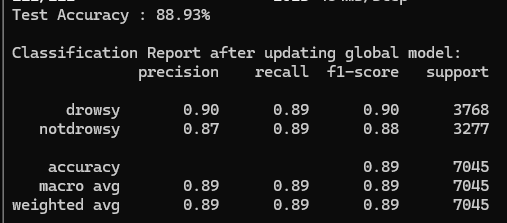 Test Accuracy : 88.93%
Classification Report after updating global model:
precision recall f1-score support
drowsy 0.90 0.89 0.90 3768
notdrowsy 0.87 0.89 0.88 3277
accuracy 0.89 7045
macro avg 0.89 0.89 0.89 7045
weighted avg 0.89 0.89 0.89 7045